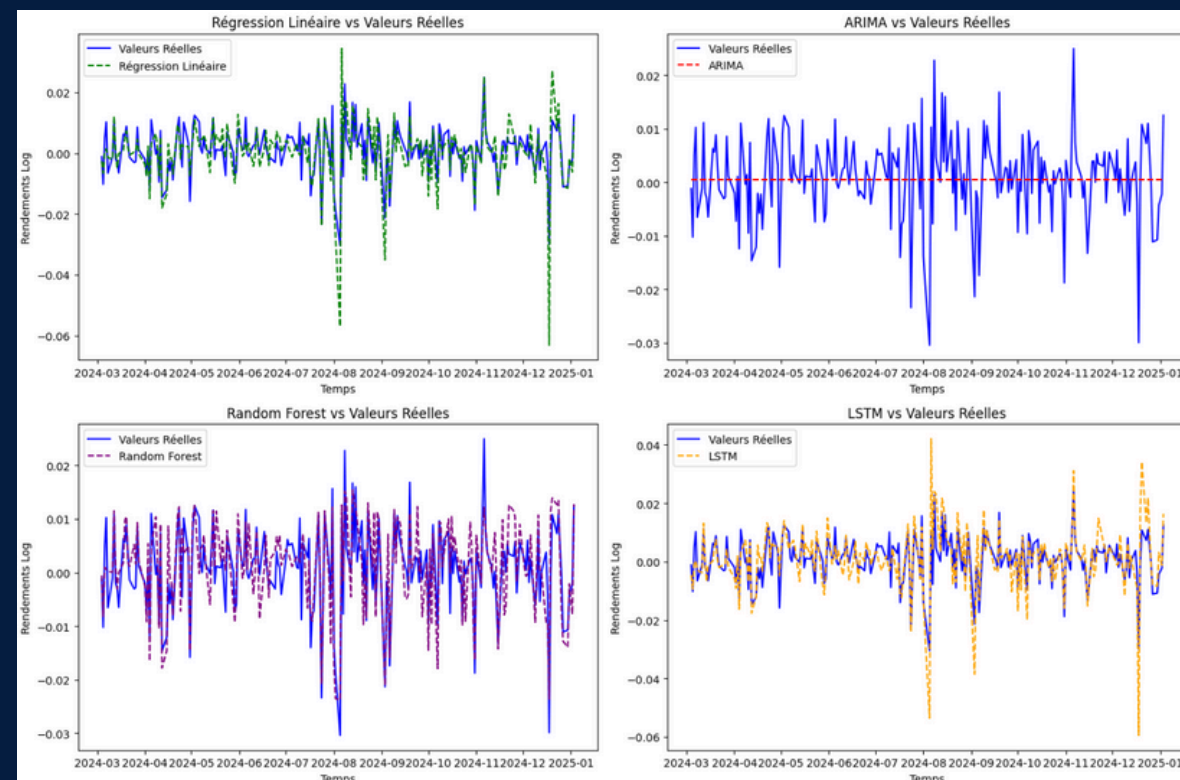 Régression Linéaire vs Valeurs Réelles
Valeurs Réelles
Régression Linéaire
Rendements Log
0.02
0.00
−0.02
−0.04
−0.06
2024-03 2024-04 2024-05 2024-06 2024-07 2024-08 2024-09 2024-10 2024-11 2024-12 2025-01
Temps
ARIMA vs Valeurs Réelles
Valeurs Réelles
ARIMA
Rendements Log
0.02
0.01
0.00
−0.01
−0.02
−0.03
2024-03 2024-04 2024-05 2024-06 2024-07 2024-08 2024-09 2024-10 2024-11 2024-12 2025-01
Temps
Random Forest vs Valeurs Réelles
Valeurs Réelles
Random Forest
Rendements Log
0.02
0.01
0.00
−0.01
−0.02
−0.03
2024-03 2024-04 2024-05 2024-06 2024-07 2024-08 2024-09 2024-10 2024-11 2024-12 2025-01
Temps
LSTM vs Valeurs Réelles
Valeurs Réelles
LSTM
Rendements Log
0.04
0.02
0.00
−0.02
−0.04
−0.06
2024-03 2024-04 2024-05 2024-06 2024-07 2024-08 2024-09 2024-10 2024-11 2024-12 2025-01
Temps